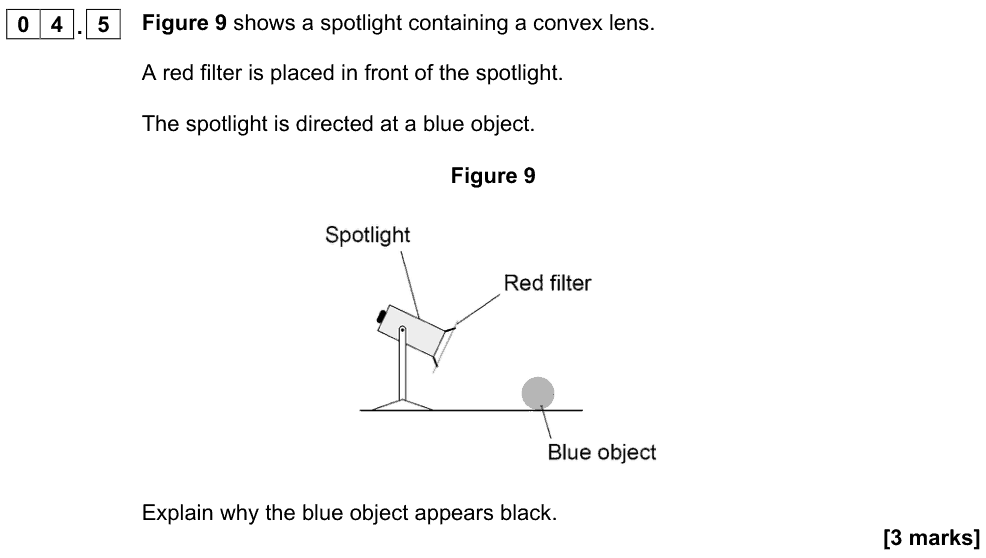 0 4 . 5 Figure 9 shows a spotlight containing a convex lens.
A red filter is placed in front of the spotlight.
The spotlight is directed at a blue object.
Figure 9
Spotlight
Red filter
Blue object
Explain why the blue object appears black.
[3 marks]